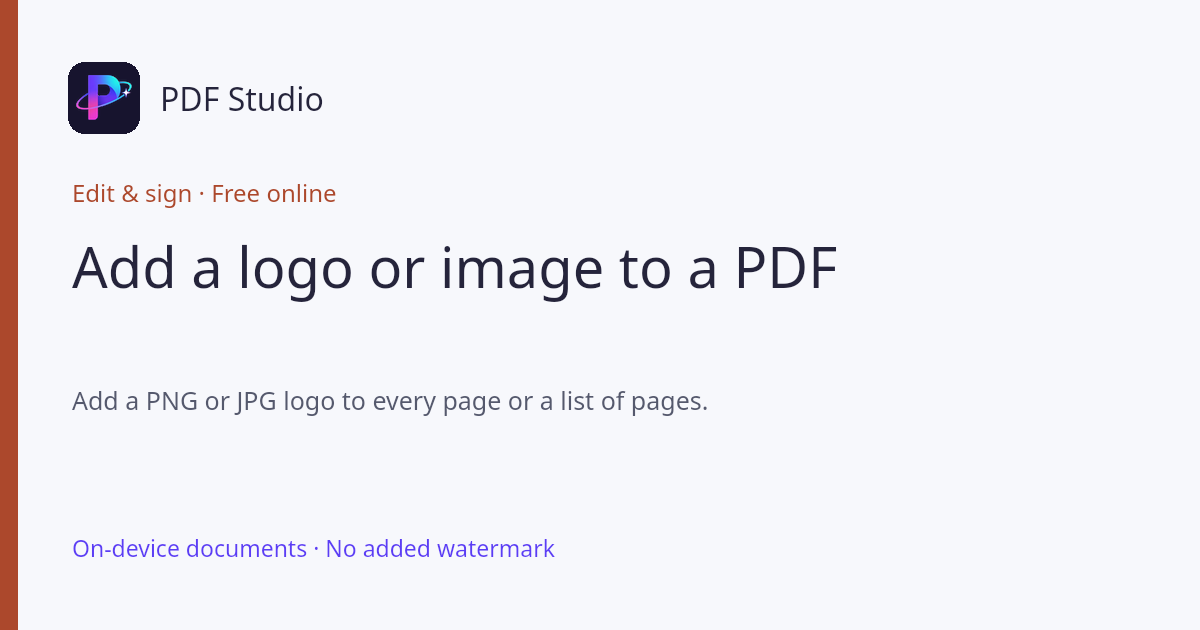 PDF Studio
Edit & sign · Free online
Add a logo or image to a PDF
Add a PNG or JPG logo to every page or a list of pages.
On-device documents · No added watermark